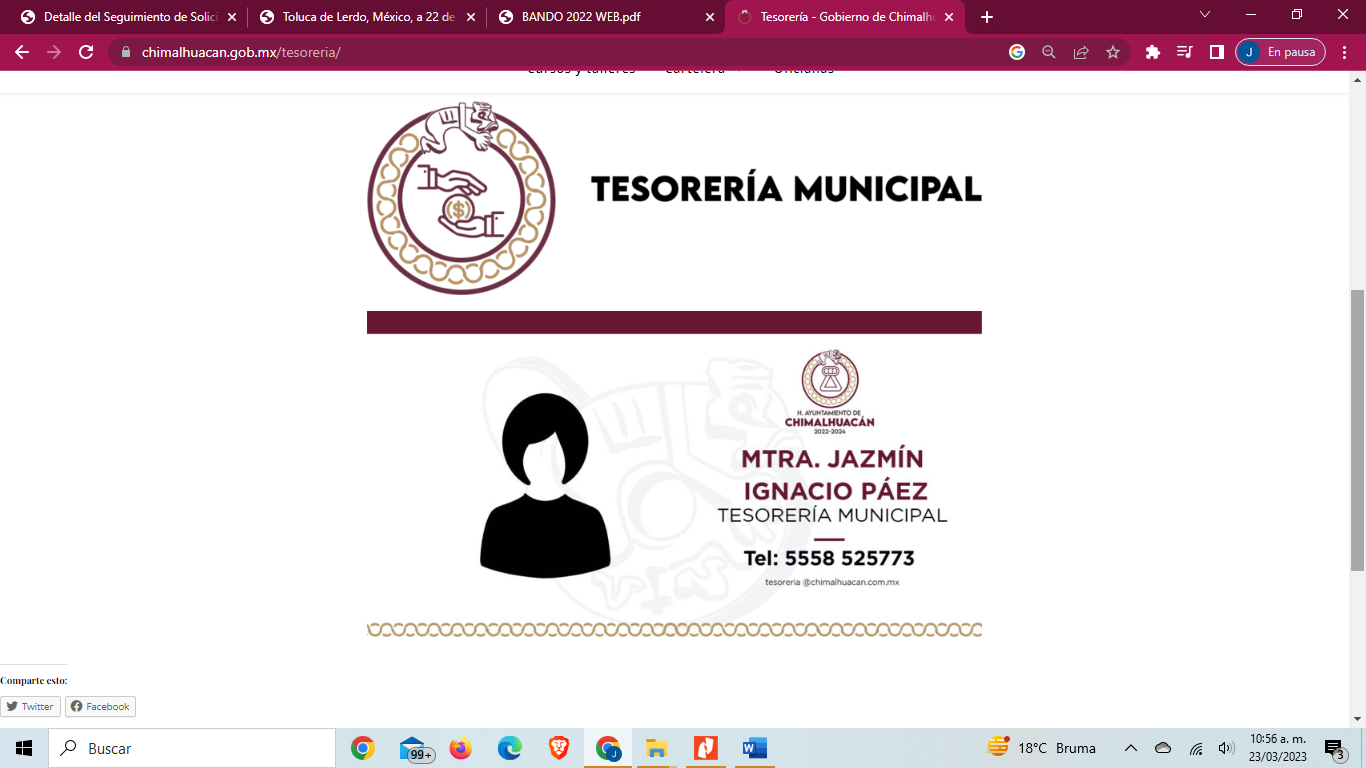 Detalle del Seguimiento de Solici
Toluca de Lerdo, México, a 22 de
BANDO 2022 WEB.pdf
Tesorería - Gobierno de Chimalhu
chimalhuacan.gob.mx/tesoreria/
J
En pausa
TESORERÍA MUNICIPAL
$
H. AYUNTAMIENTO DE
CHIMALHUACÁN
2022-2024
MTRA. JAZMÍN
IGNACIO PÁEZ
TESORERÍA MUNICIPAL
Tel: 5558 525773
tesoreria @chimalhuacan.com.mx
Comparte esto:
Twitter
Facebook
Buscar
99+
J
18°C Bruma
10:56 a. m.
23/03/2023
3